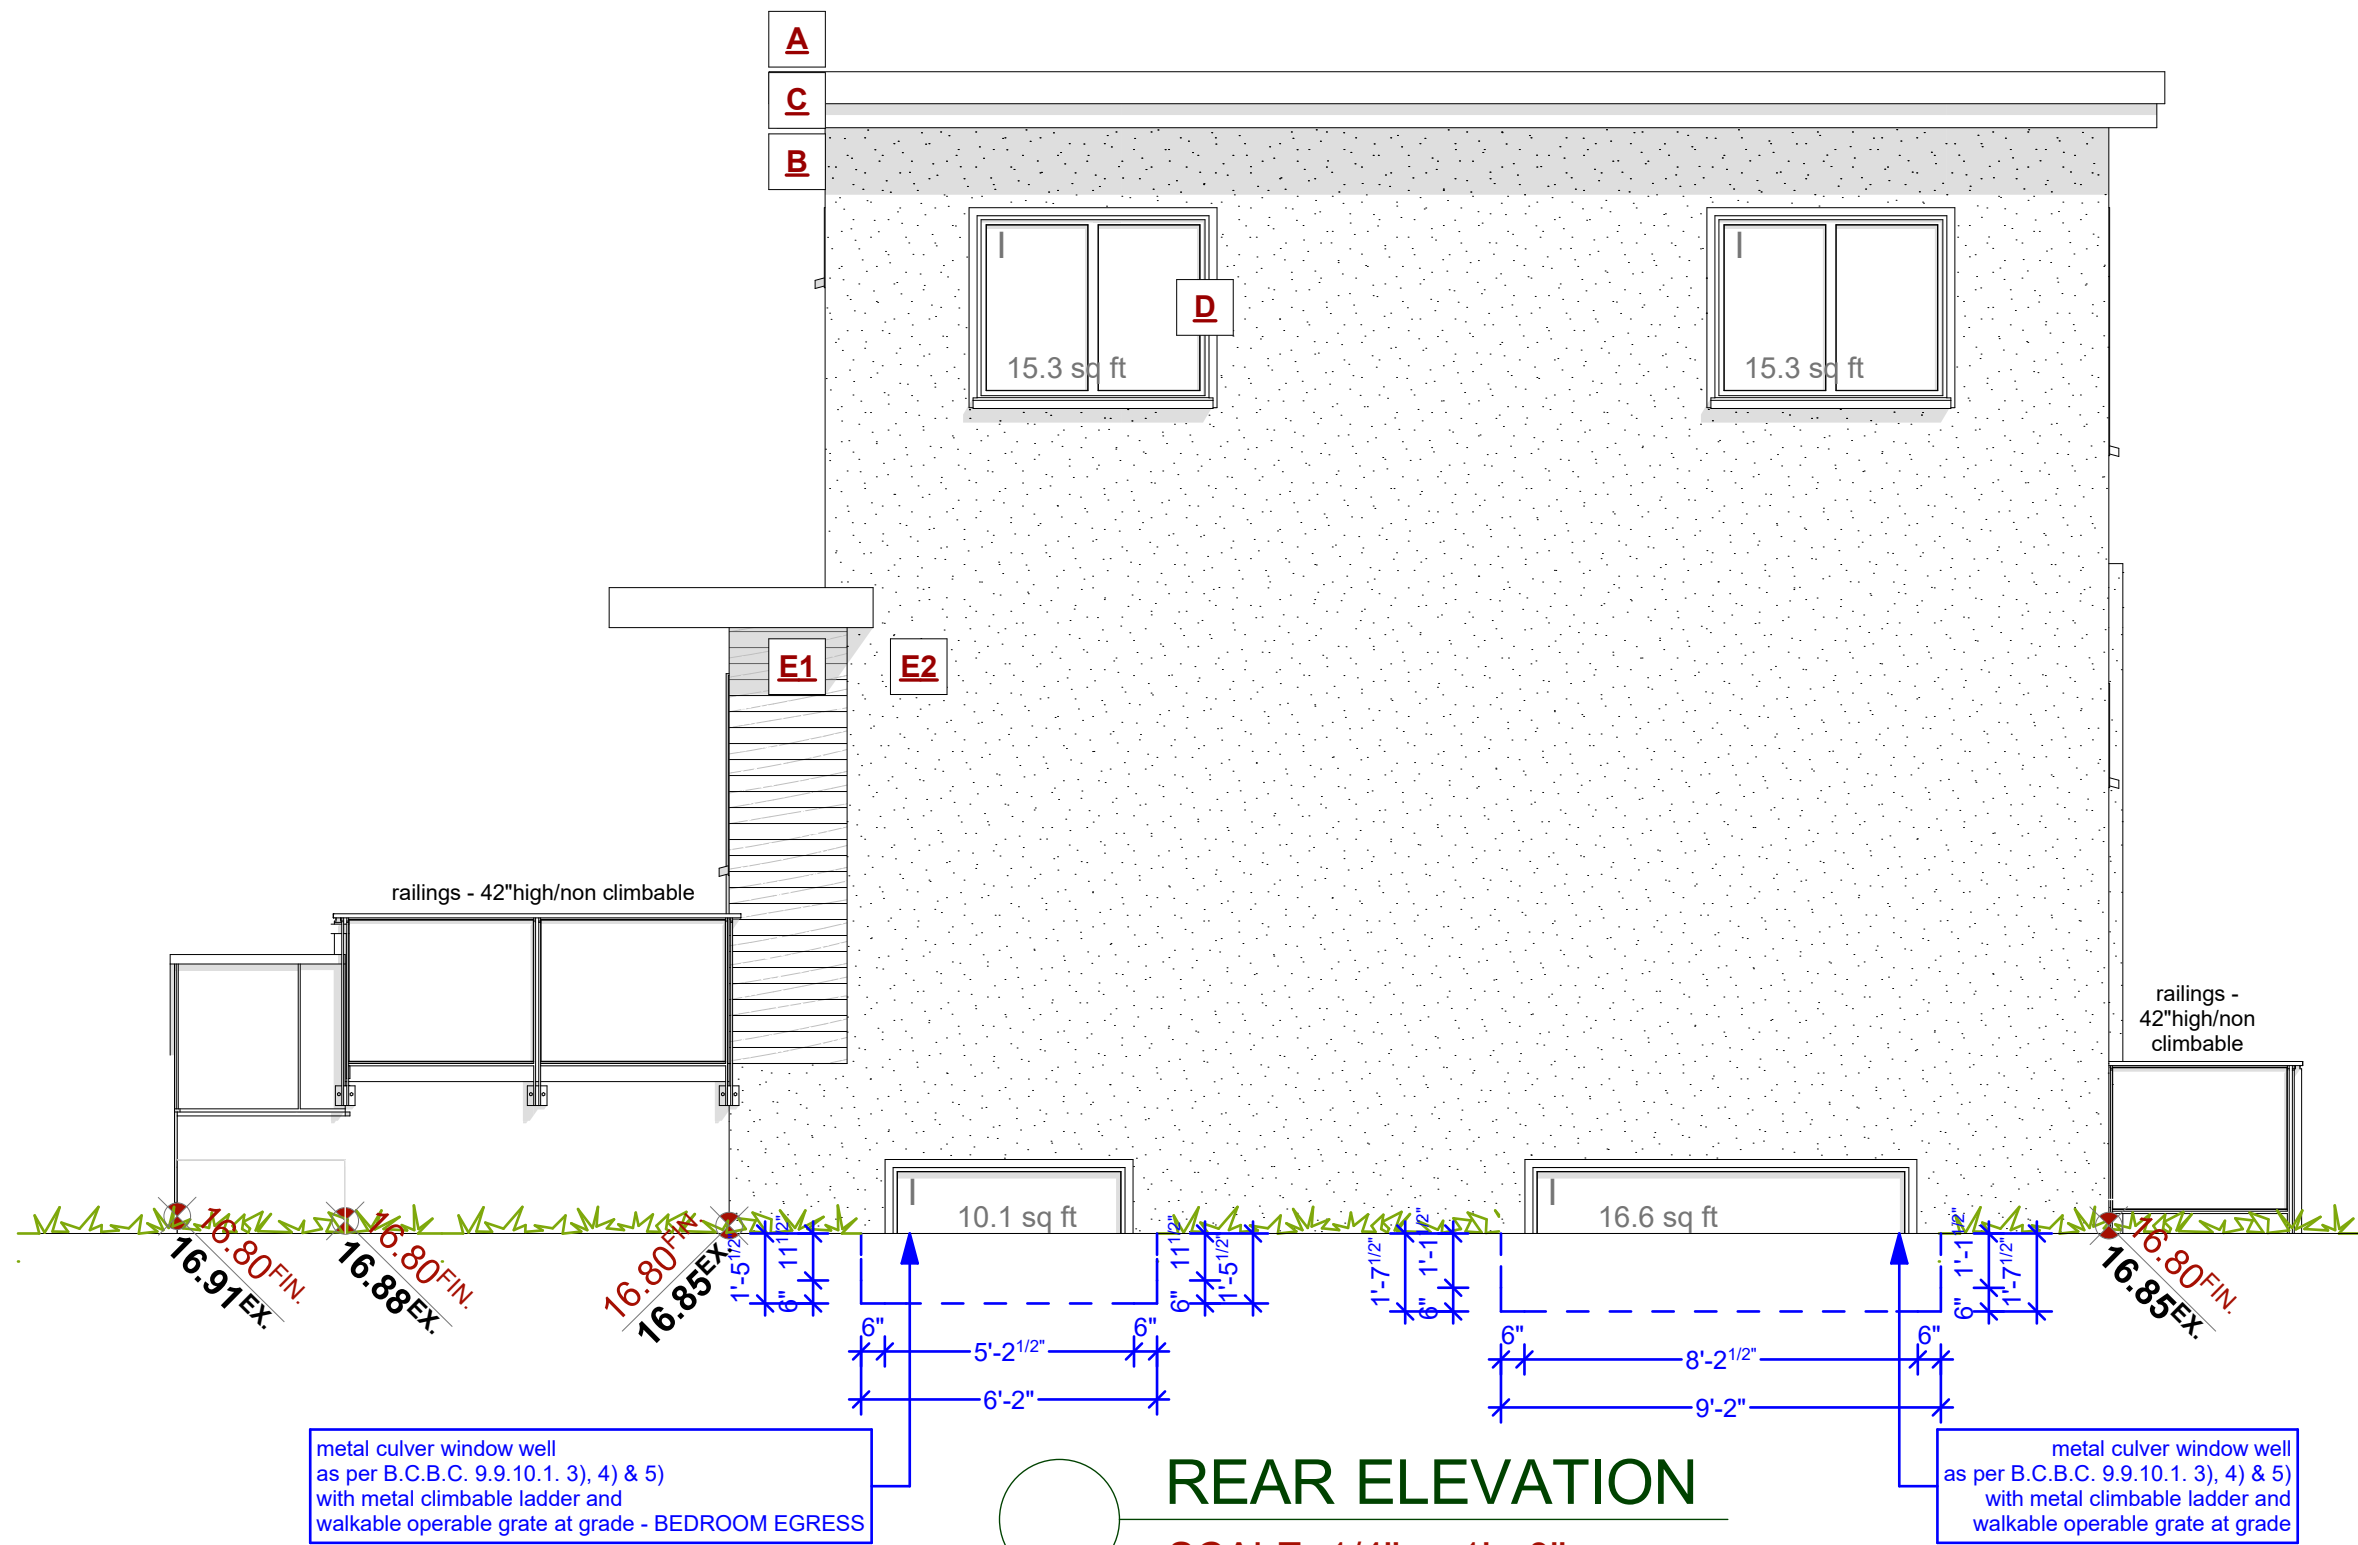 A
C
B
D
15.3 sq ft
15.3 sq ft
E1
E2
railings - 42"high/non climbable
railings -
42"high/non
climbable
10.1 sq ft
16.6 sq ft
16.80FIN.
16.91EX.
16.80FIN.
16.88EX.
16.80FIN.
16.85EX.
16.80FIN.
16.85EX.
1'-5 1/2"
11 1/2"
6"
11 1/2"
6"
1'-5 1/2"
1'-7 1/2"
1'-1 1/2"
6"
1'-1 1/2"
6"
1'-7 1/2"
6"
5'-2 1/2"
6"
6'-2"
6"
8'-2 1/2"
6"
9'-2"
metal culver window well
as per B.C.B.C. 9.9.10.1. 3), 4) & 5)
with metal climbable ladder and
walkable operable grate at grade - BEDROOM EGRESS
metal culver window well
as per B.C.B.C. 9.9.10.1. 3), 4) & 5)
with metal climbable ladder and
walkable operable grate at grade
REAR ELEVATION